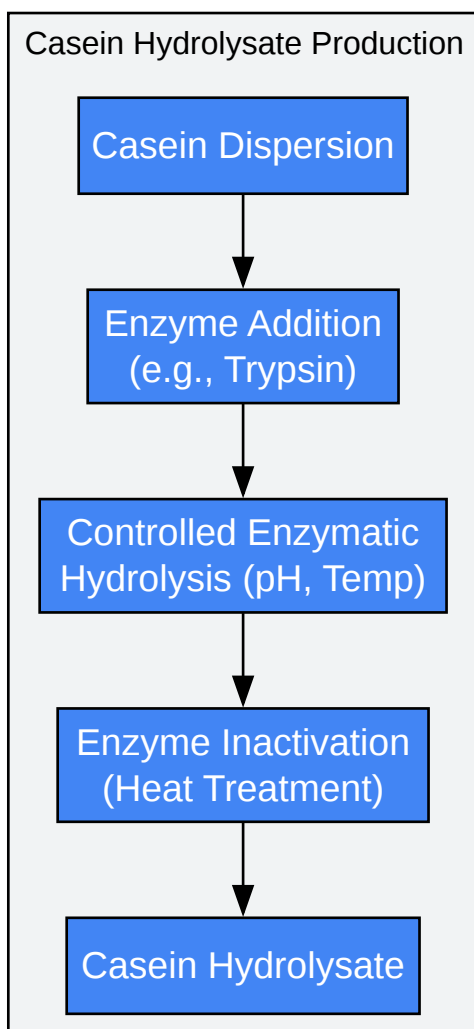 Casein Hydrolysate Production
Casein Dispersion
Enzyme Addition
(e.g., Trypsin)
Controlled Enzymatic
Hydrolysis (pH, Temp)
Enzyme Inactivation
(Heat Treatment)
Casein Hydrolysate